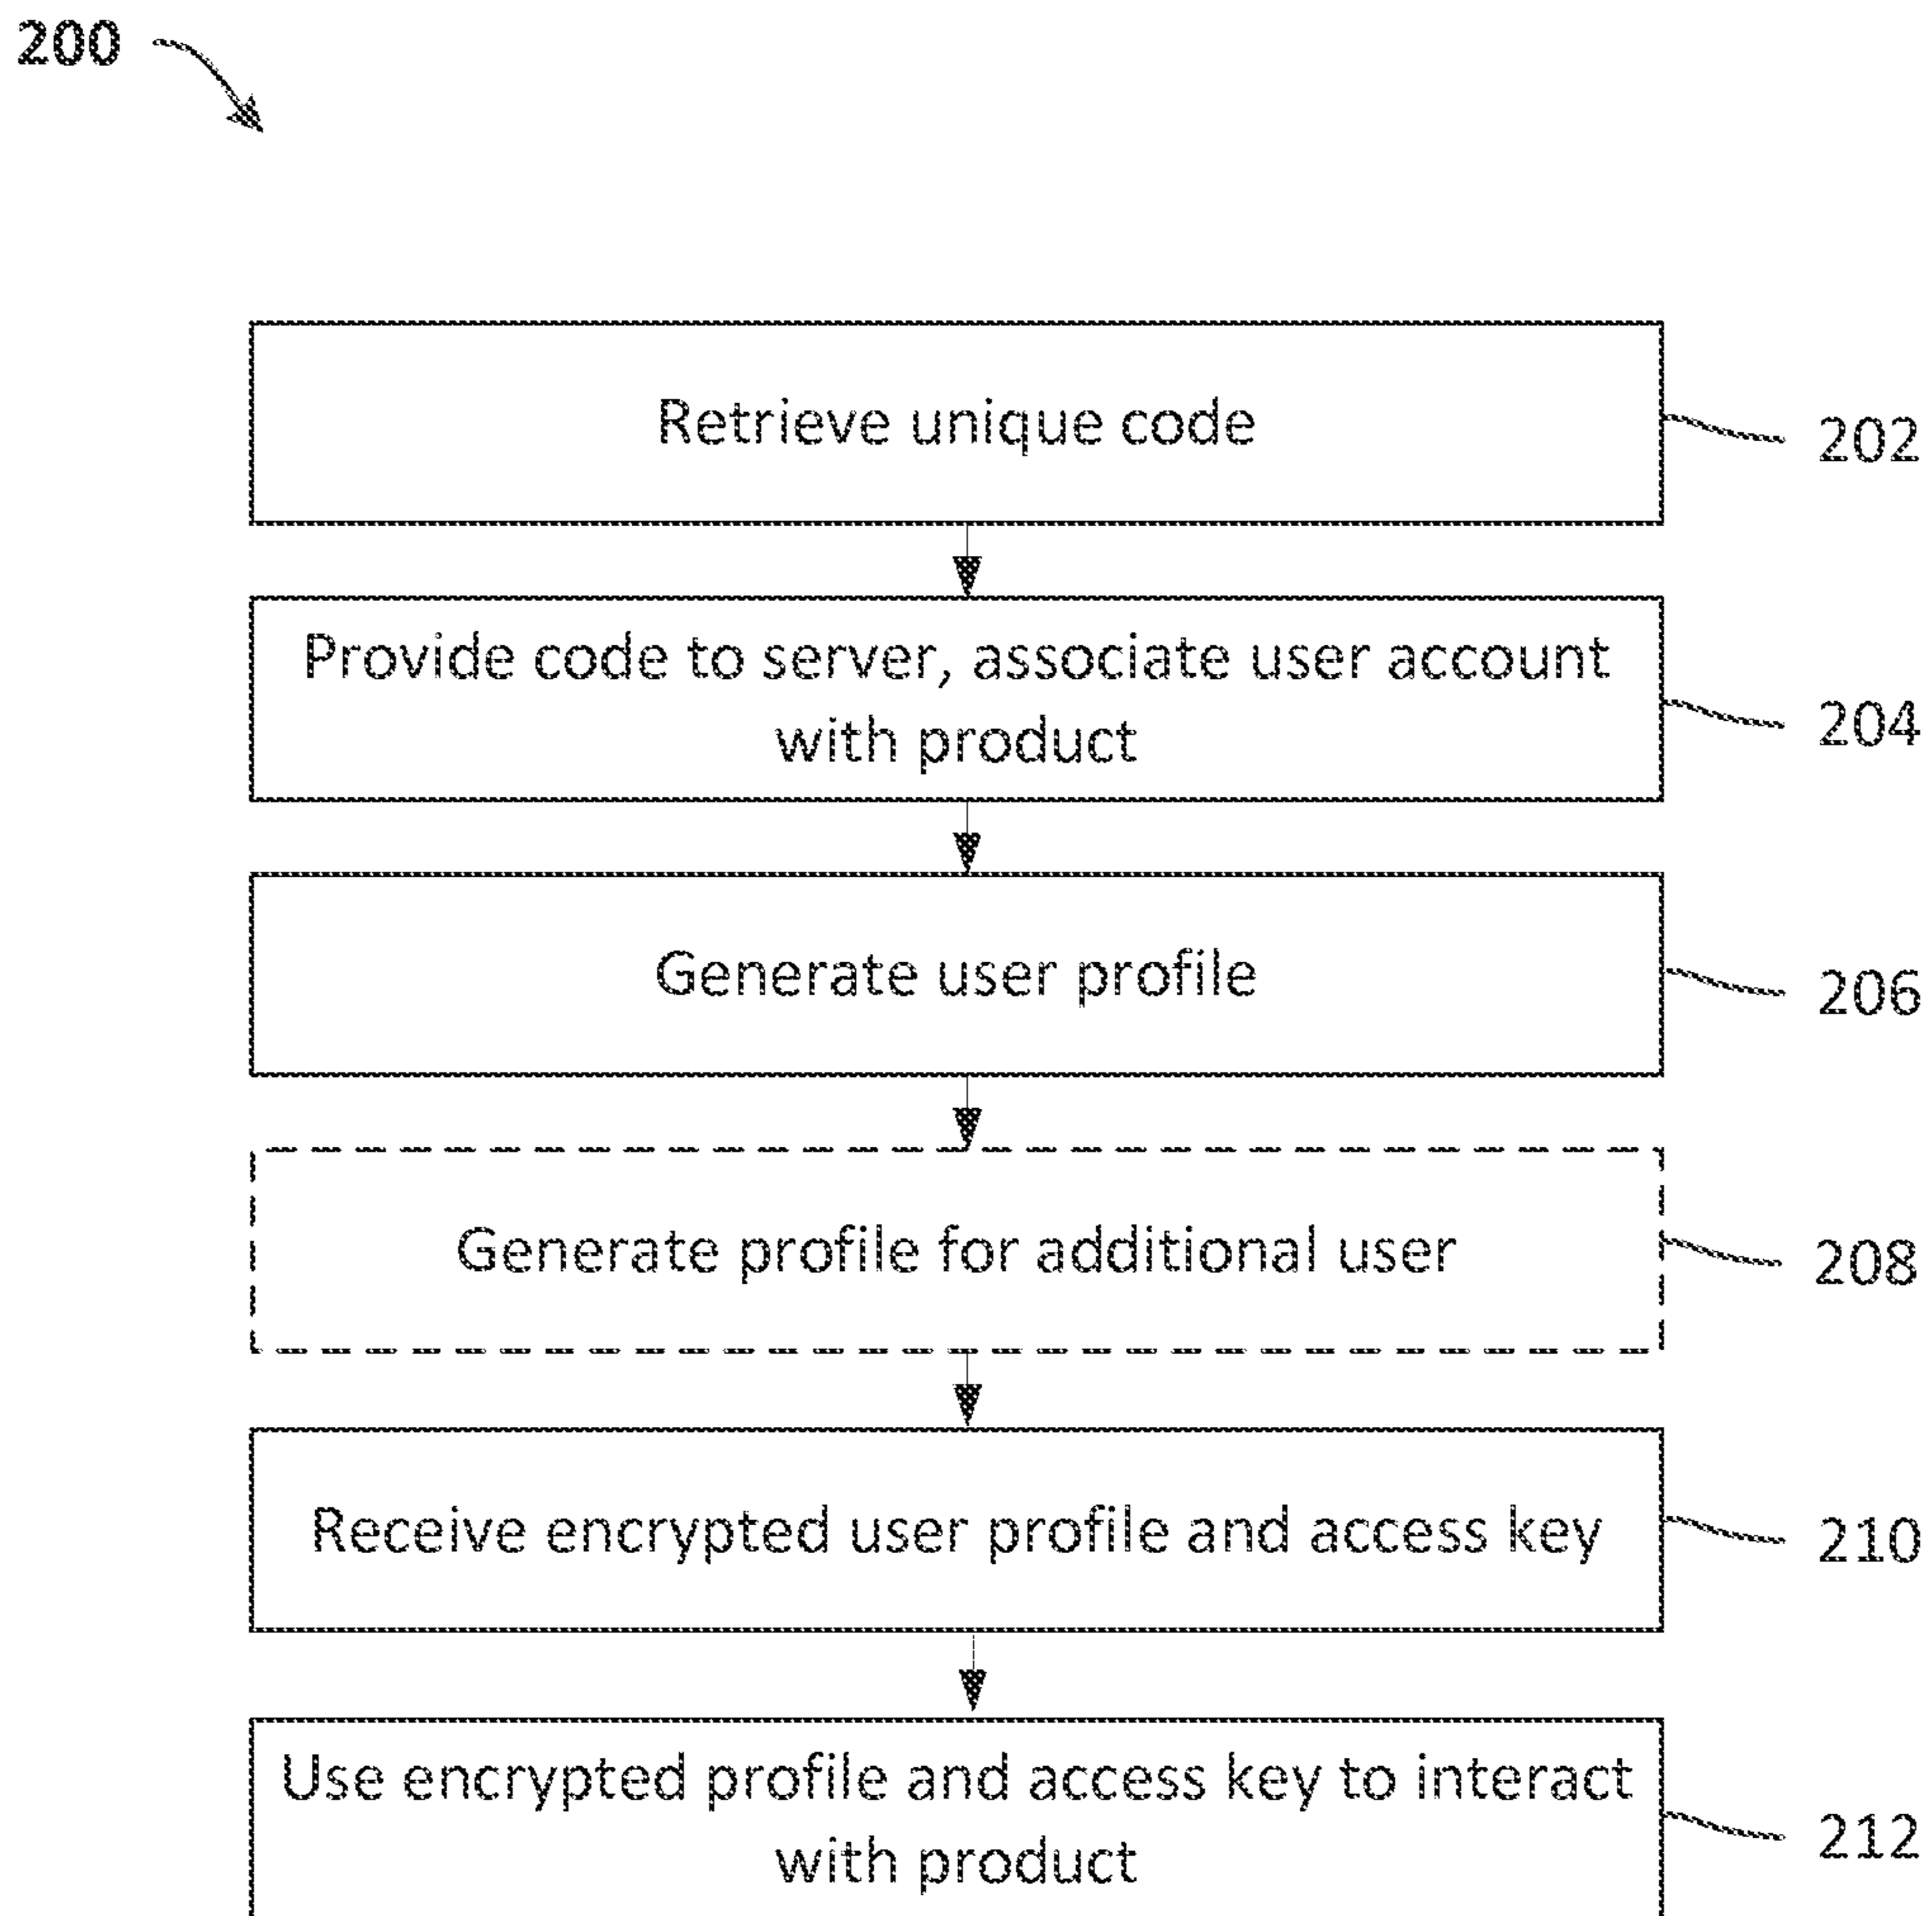 200
Retrieve unique code
202
Provide code to server, associate user account
with product
204
Generate user profile
206
Generate profile for additional user
208
Receive encrypted user profile and access key
210
Use encrypted profile and access key to interact
with product
212